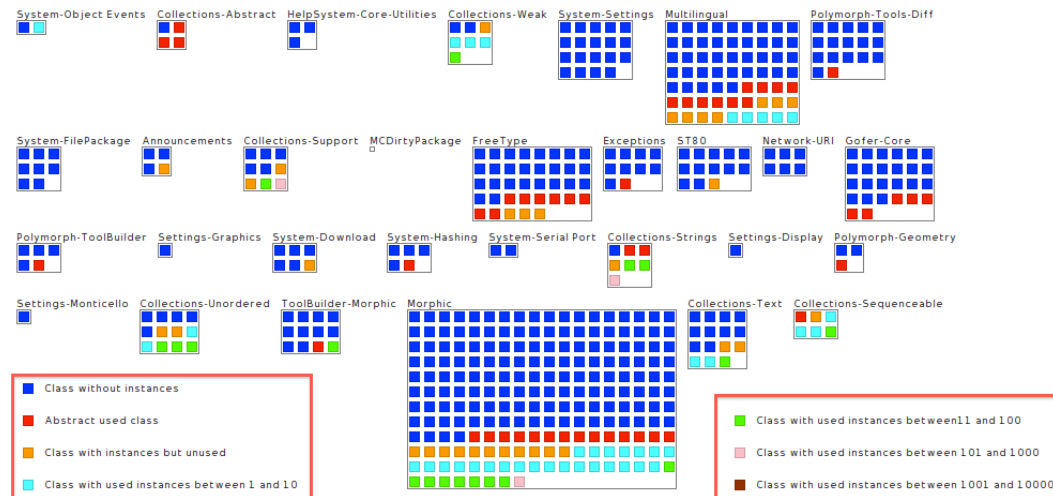 System-Object Events Collections-Abstract HelpSystem-Core-Utilities Collections-Weak System-Settings Multilingual Polymorph-Tools-Diff
System-FilePackage Announcements Collections-Support MCDirtyPackage FreeType Exceptions ST80 Network-URI Gofer-Core
Polymorph-ToolBuilder Settings-Graphics System-Download System-Hashing System-Serial Port Collections-Strings Settings-Display Polymorph-Geometry
Settings-Monticello Collections-Unordered ToolBuilder-Morphic Morphic Collections-Text Collections-Sequenceable
Class without instances
Abstract used class
Class with instances but unused
Class with used instances between 1 and 10
Class with used instances between11 and 100
Class with used instances between 101 and 1000
Class with used instances between 1001 and 10000